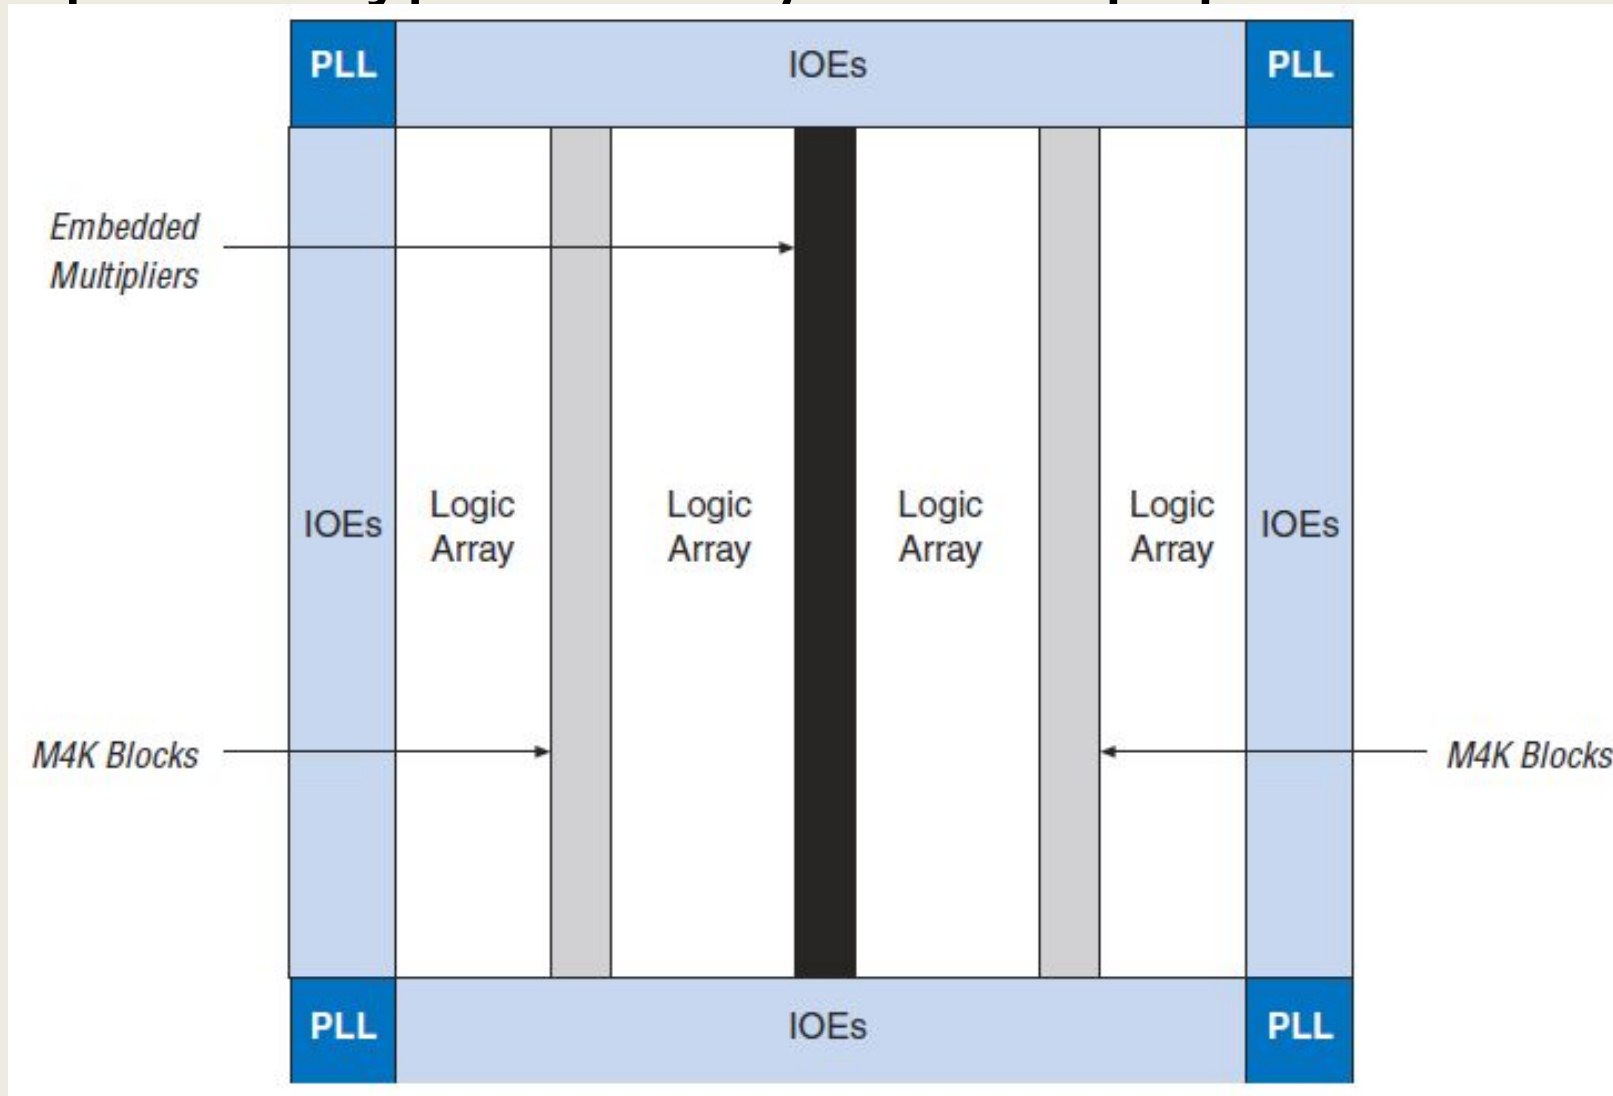 PLL
IOEs
PLL
Embedded
Multipliers
IOEs
Logic
Array
Logic
Array
Logic
Array
Logic
Array
IOEs
M4K Blocks
M4K Blocks
PLL
IOEs
PLL